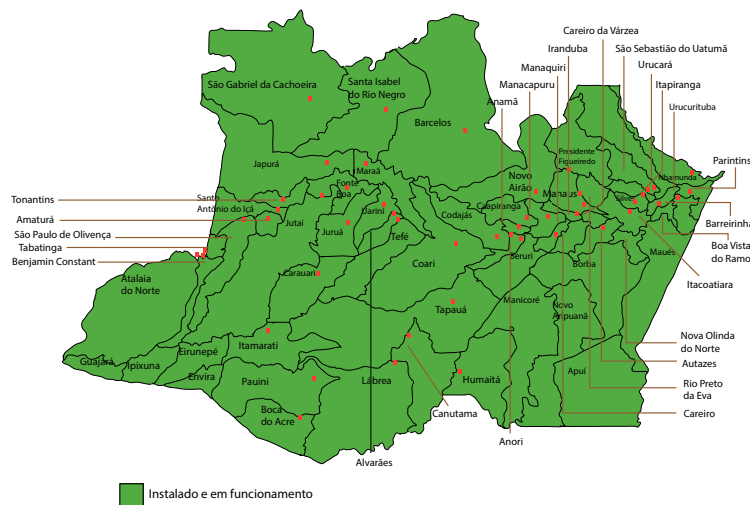 Careiro da Várzea
Iranduba
São Sebastião do Uatumã
Manaquiri
Urucará
Manacapuru
Itapiranga
Anamã
Urucurituba
São Gabriel da Cachoeira
Santa Isabel
do Rio Negro
Barcelos
Presidente
Figueiredo
Parintins
Japurá
Maraã
Nhamundá
Novo
Airão
Fonte
Boa
Manaus
Silves
Tonantins
Santo
Antônio do Içá
Uarini
Caapiranga
Codajás
Amaturá
Jutaí
Juruá
Tefé
Barreirinha
São Paulo de Olivença
Tabatinga
Benjamin Constant
Boa Vista
do Ramos
Maués
Beruri
Borba
Coari
Atalaia
do Norte
Carauari
Itacoatiara
Tapauá
Manicoré
Novo
Aripuanã
Nova Olinda
do Norte
Itamarati
Eirunepé
Guajará
Ipixuna
Autazes
Envira
Pauini
Lábrea
Humaitá
Apuí
Rio Preto
da Eva
Boca
do Acre
Canutama
Careiro
Anori
Alvarães
Instalado e em funcionamento